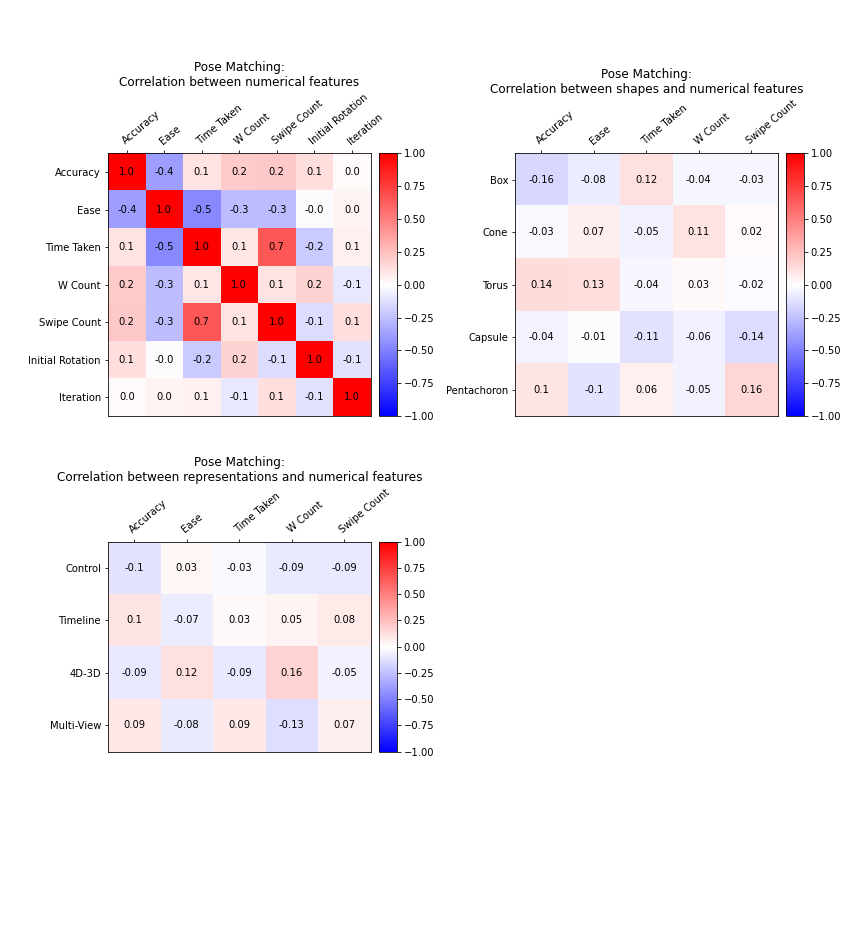 Pose Matching:
Correlation between numerical features
Accuracy Ease Time Taken W Count Swipe Count Initial Rotation Iteration
Accuracy 1.0 -0.4 0.1 0.2 0.2 0.1 0.0
Ease -0.4 1.0 -0.5 -0.3 -0.3 -0.0 0.0
Time Taken 0.1 -0.5 1.0 0.1 0.7 -0.2 0.1
W Count 0.2 -0.3 0.1 1.0 0.1 0.2 -0.1
Swipe Count 0.2 -0.3 0.7 0.1 1.0 -0.1 0.1
Initial Rotation 0.1 -0.0 -0.2 0.2 -0.1 1.0 -0.1
Iteration 0.0 0.0 0.1 -0.1 0.1 -0.1 1.0
1.00
0.75
0.50
0.25
0.00
−0.25
−0.50
−0.75
−1.00
Pose Matching:
Correlation between shapes and numerical features
Accuracy Ease Time Taken W Count Swipe Count
Box -0.16 -0.08 0.12 -0.04 -0.03
Cone -0.03 0.07 -0.05 0.11 0.02
Torus 0.14 0.13 -0.04 0.03 -0.02
Capsule -0.04 -0.01 -0.11 -0.06 -0.14
Pentachoron 0.1 -0.1 0.06 -0.05 0.16
1.00
0.75
0.50
0.25
0.00
−0.25
−0.50
−0.75
−1.00
Pose Matching:
Correlation between representations and numerical features
Accuracy Ease Time Taken W Count Swipe Count
Control -0.1 0.03 -0.03 -0.09 -0.09
Timeline 0.1 -0.07 0.03 0.05 0.08
4D-3D -0.09 0.12 -0.09 0.16 -0.05
Multi-View 0.09 -0.08 0.09 -0.13 0.07
1.00
0.75
0.50
0.25
0.00
−0.25
−0.50
−0.75
−1.00